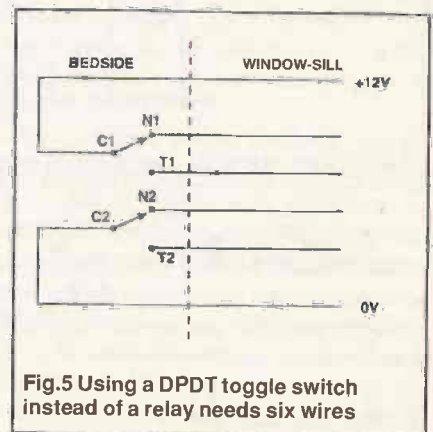 BEDSIDE WINDOW-SILL
+12V
N1
C1
T1
N2
C2
T2
0V
Fig.5 Using a DPDT toggle switch
instead of a relay needs six wires